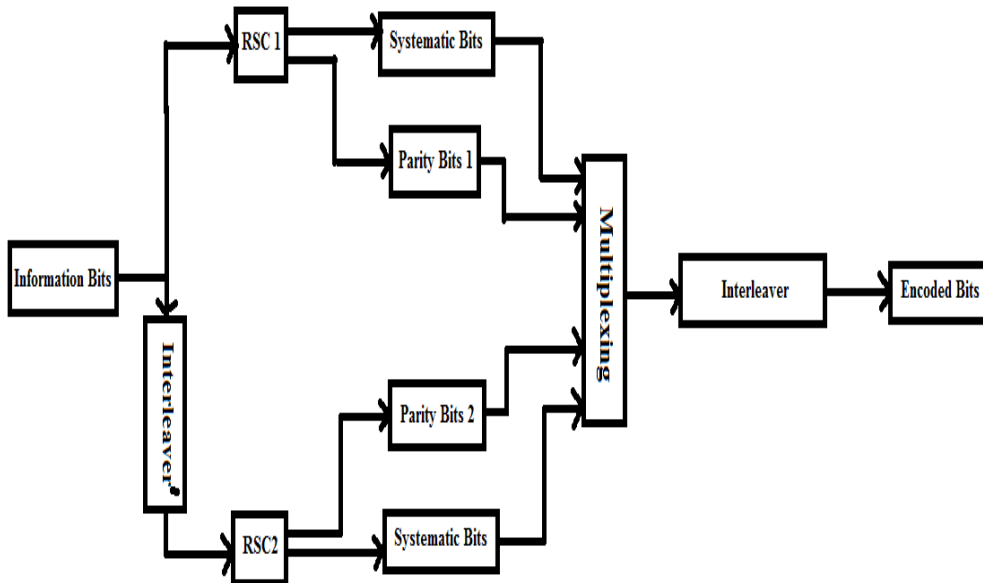 RSC 1
Systematic Bits
Parity Bits 1
Multiplexing
Information Bits
Interleaver
Encoded Bits
Interleaver
Parity Bits 2
RSC2
Systematic Bits